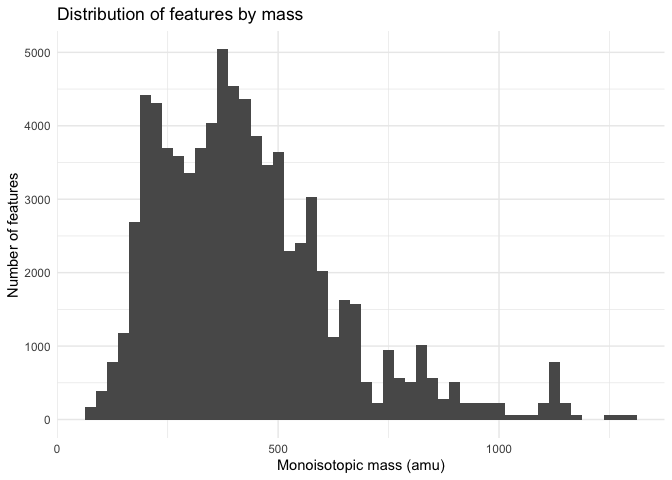 Distribution of features by mass
Number of features
5000
4000
3000
2000
1000
0
0 500 1000
Monoisotopic mass (amu)